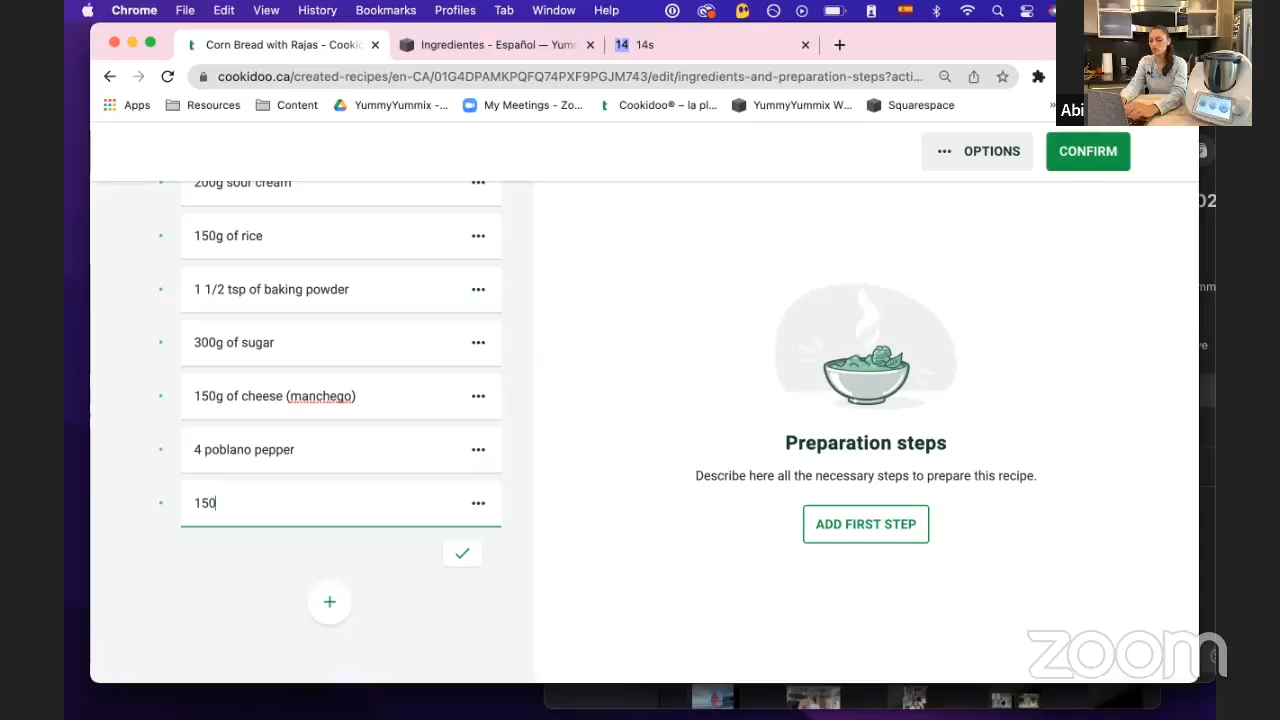 Chrome File Edit View History Bookmarks Profiles Tab Window Help
Corn Bread with Rajas - Cookid
Ingredientes - Español — Yumm
14 14s
cookidoo.ca/created-recipes/en-CA/01G4DPAMKPQFQ74PXF9PGJM743/edit/ingredients-and-preparation-steps?acti...
Apps Resources Content YummyYummix -... My Meetings - Zo... Cookidoo® – la pl... YummyYummix W... Squarespace »
Abi
••• OPTIONS
CONFIRM
02
200g sour cream
150g of rice
1 1/2 tsp of baking powder
300g of sugar
150g of cheese (manchego)
4 poblano pepper
150
Preparation steps
Describe here all the necessary steps to prepare this recipe.
ADD FIRST STEP
zoom